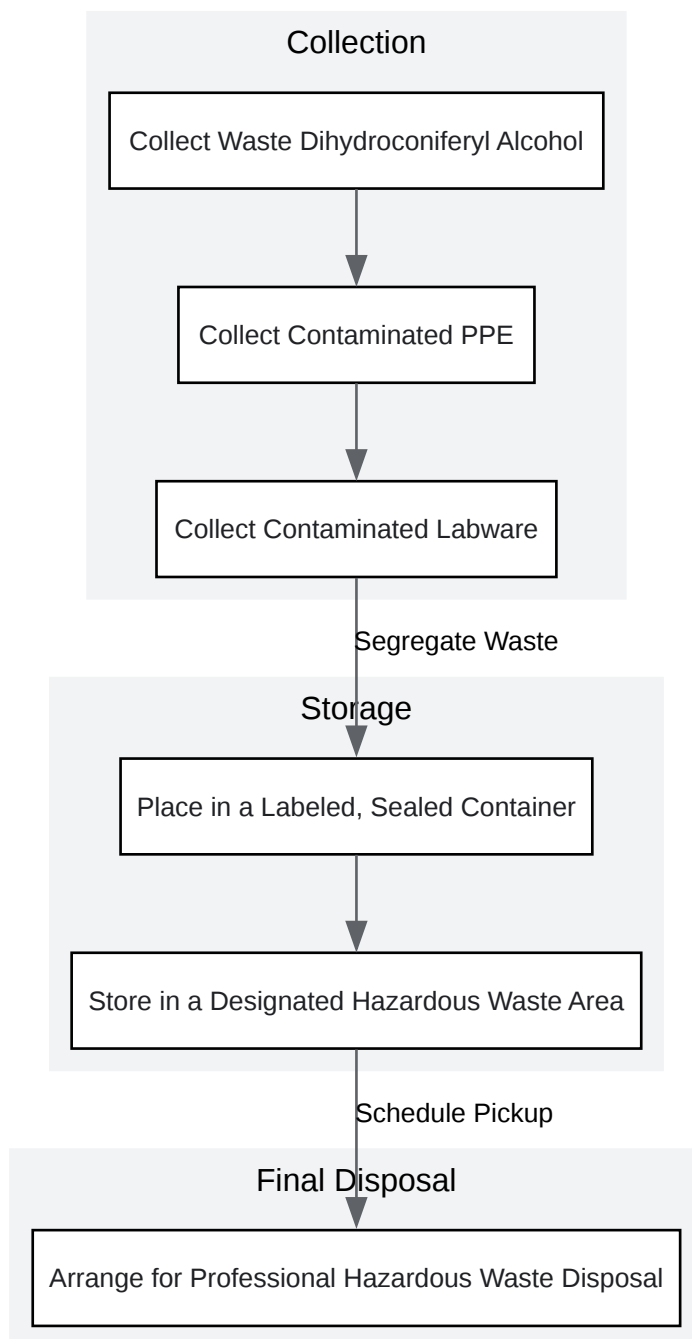 Collection
Collect Waste Dihydroconiferyl Alcohol
Collect Contaminated PPE
Collect Contaminated Labware
Segregate Waste
Storage
Place in a Labeled, Sealed Container
Store in a Designated Hazardous Waste Area
Schedule Pickup
Final Disposal
Arrange for Professional Hazardous Waste Disposal